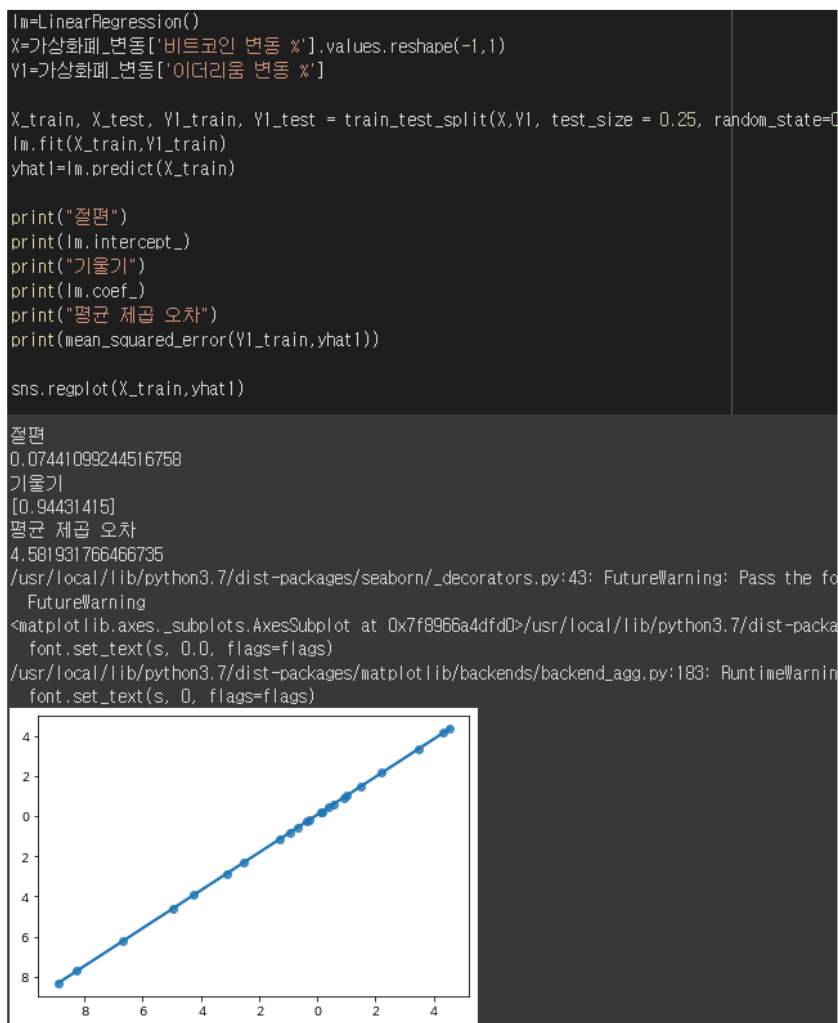 lm=LinearRegression()
X=가상화폐_변동['비트코인 변동 %'].values.reshape(-1,1)
Y1=가상화폐_변동['이더리움 변동 %']
X_train, X_test, Y1_train, Y1_test = train_test_split(X,Y1, test_size = 0.25, random_state=0
lm.fit(X_train,Y1_train)
yhat1=lm.predict(X_train)
print("절편")
print(lm.intercept_)
print("기울기")
print(lm.coef_)
print("평균 제곱 오차")
print(mean_squared_error(Y1_train,yhat1))
sns.regplot(X_train,yhat1)
절편
0.07441099244516758
기울기
[0.94431415]
평균 제곱 오차
4.581931766466735
/usr/local/lib/python3.7/dist-packages/seaborn/_decorators.py:43: FutureWarning: Pass the fo
FutureWarning
<matplotlib.axes._subplots.AxesSubplot at 0x7f8966a4dfd0>/usr/local/lib/python3.7/dist-packa
font.set_text(s, 0.0, flags=flags)
/usr/local/lib/python3.7/dist-packages/matplotlib/backends/backend_agg.py:183: RuntimeWarnin
font.set_text(s, 0, flags=flags)
4
2
0
2
4
6
8
8 6 4 2 0 2 4